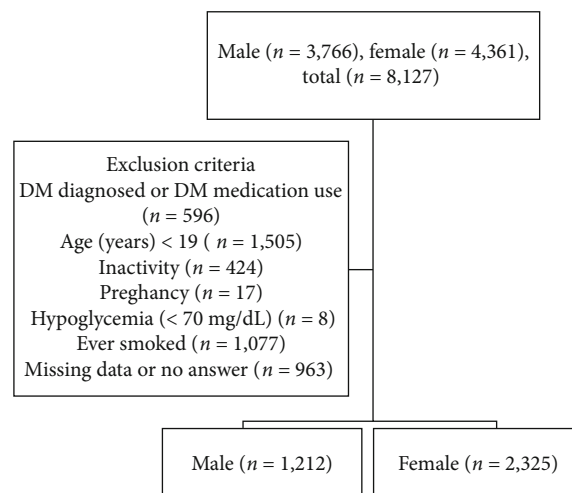 Male (n = 3,766), female (n = 4,361),
total (n = 8,127)
Exclusion criteria
DM diagnosed or DM medication use
(n = 596)
Age (years) < 19 ( n = 1,505)
Inactivity (n = 424)
Preghancy (n = 17)
Hypoglycemia (< 70 mg/dL) (n = 8)
Ever smoked (n = 1,077)
Missing data or no answer (n = 963)
Male (n = 1,212)
Female (n = 2,325)